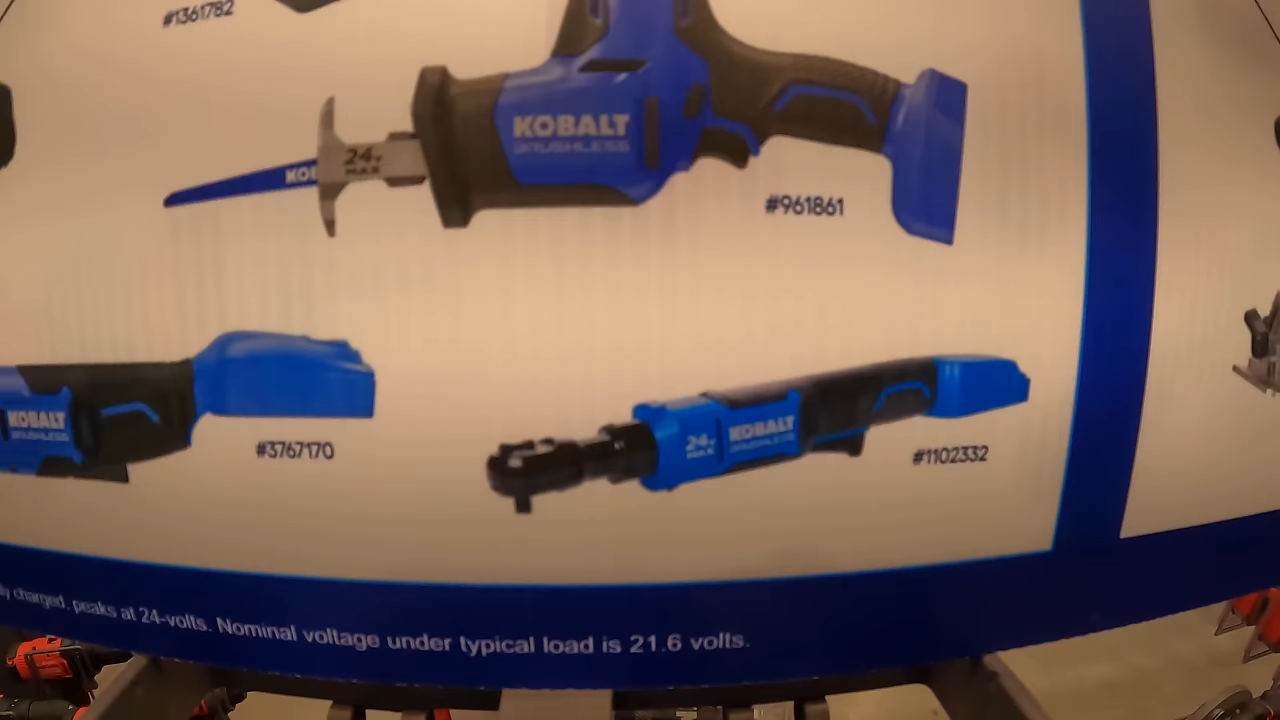 #1361782
KOBALT
BRUSHLESS
24V
MAX
KOB
#961861
KOBALT
BRUSHLESS
#3767170
24V
MAX
KOBALT
BRUSHLESS
#1102332
charged, peaks at 24-volts. Nominal voltage under typical load is 21.6 volts.